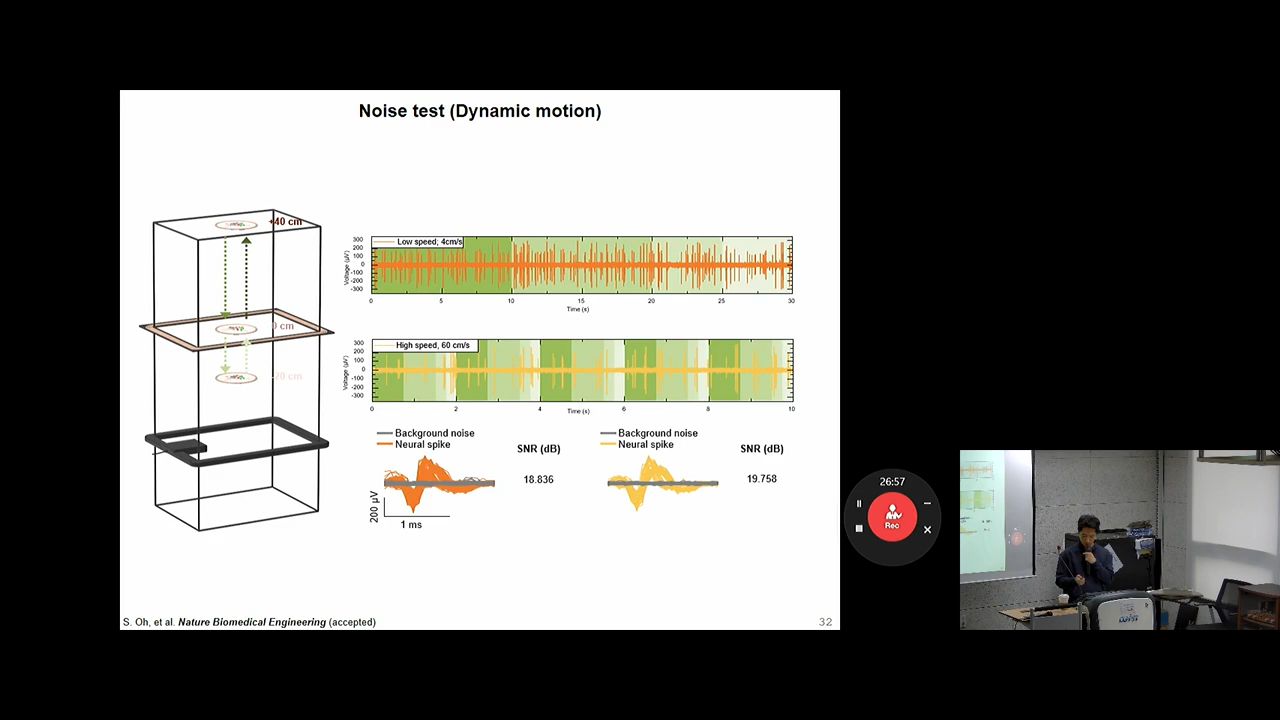 Noise test (Dynamic motion)
+40 cm
0 cm
-20 cm
Low speed, 4cm/s
Voltage (μV)
300
200
100
0
-100
-200
-300
0
5
10
15
20
25
30
Time (s)
High speed, 60 cm/s
Voltage (μV)
300
200
100
0
-100
-200
-300
0
2
4
6
8
10
Time (s)
Background noise
Neural spike
SNR (dB)
18.836
200 μV
1 ms
Background noise
Neural spike
SNR (dB)
19.758
S. Oh, et al. Nature Biomedical Engineering (accepted)
32
26:57
Rec